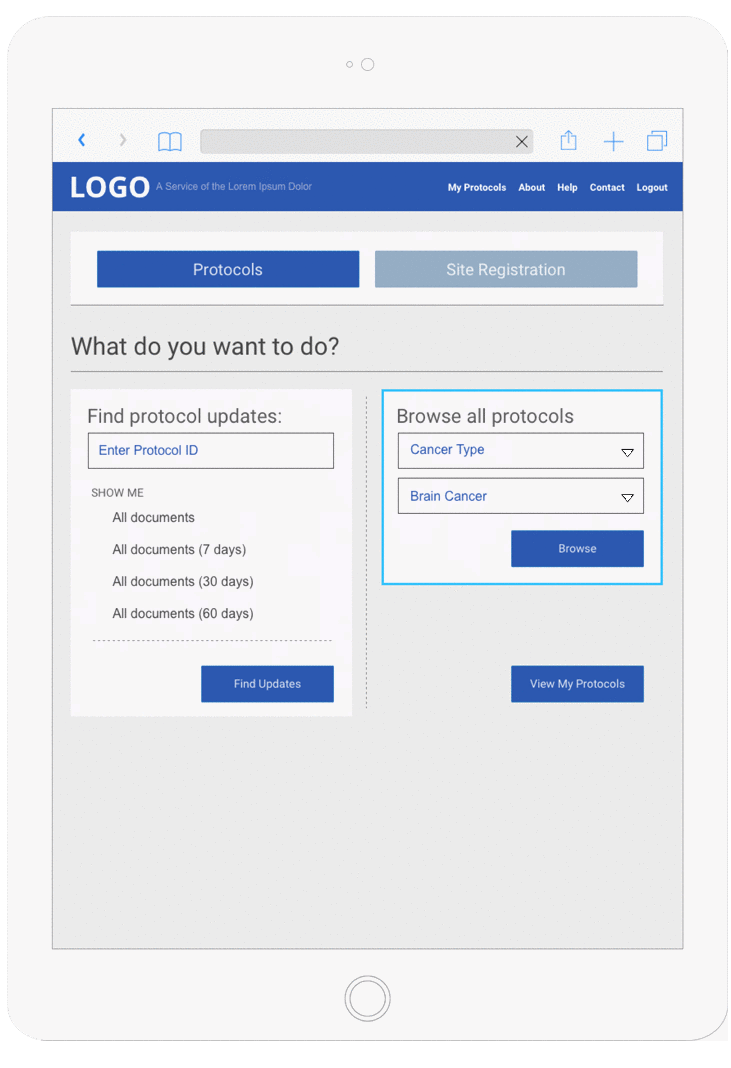 LOGO A Service of the Lorem Ipsum Dolor
My Protocols About Help Contact Logout
Protocols
Site Registration
What do you want to do?
Find protocol updates:
Enter Protocol ID
SHOW ME
All documents
All documents (7 days)
All documents (30 days)
All documents (60 days)
Find Updates
Browse all protocols
Cancer Type
Brain Cancer
Browse
View My Protocols